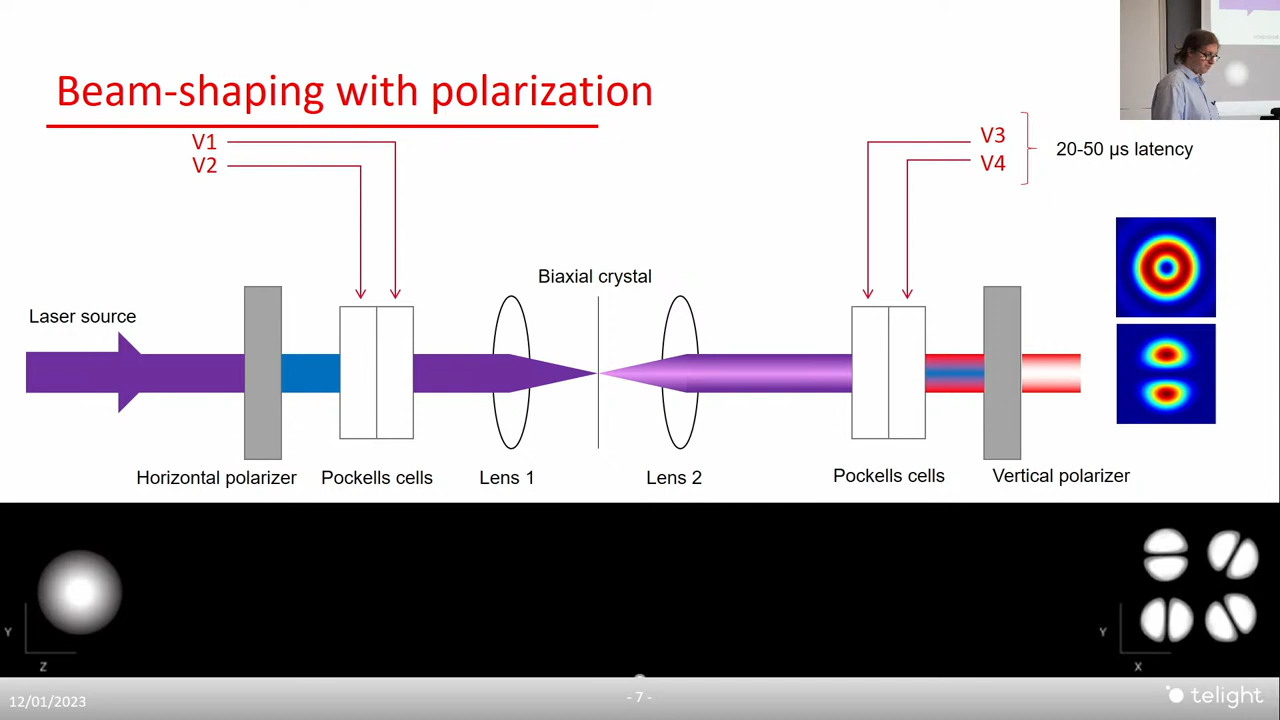 Beam-shaping with polarization
V1
V2
V3
V4
20-50 µs latency
Biaxial crystal
Laser source
Horizontal polarizer
Pockells cells
Lens 1
Lens 2
Pockells cells
Vertical polarizer
Y
Z
Y
X
12/01/2023
- 7 -
telight